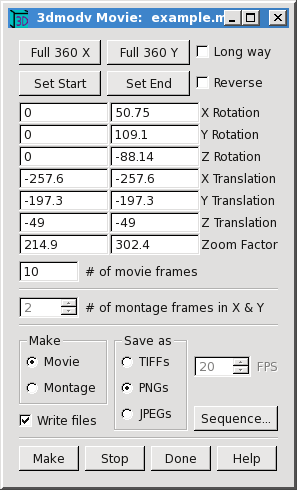 3dmodv Movie: example.m
Full 360 X Full 360 Y Long way
Set Start Set End Reverse
0 50.75 X Rotation
0 109.1 Y Rotation
0 -88.14 Z Rotation
-257.6 -257.6 X Translation
-197.3 -197.3 Y Translation
-49 -49 Z Translation
214.9 302.4 Zoom Factor
10 # of movie frames
2 # of montage frames in X & Y
Make Save as
Movie TIFFs
20 FPS
Montage PNGs
JPEGs
Write files Sequence...
Make Stop Done Help